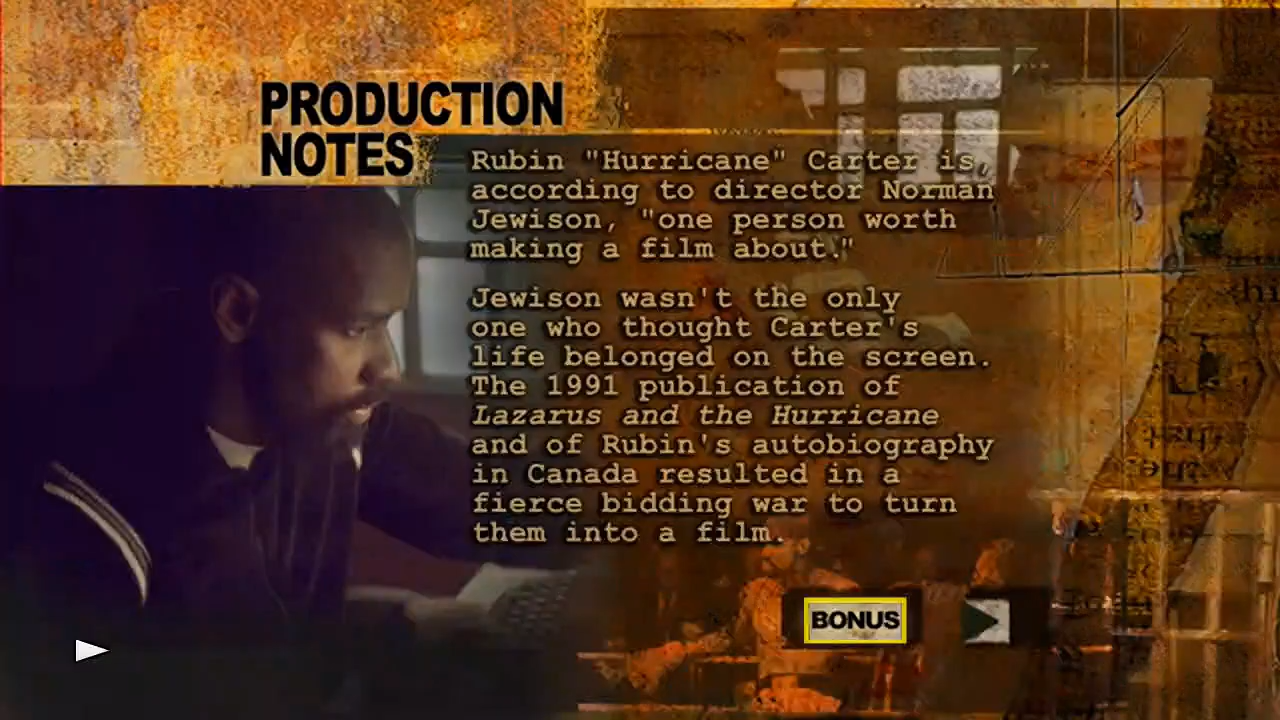 PRODUCTION
NOTES
Rubin "Hurricane" Carter is,
according to director Norman
Jewison, "one person worth
making a film about."
Jewison wasn't the only
one who thought Carter's
life belonged on the screen.
The 1991 publication of
Lazarus and the Hurricane
and of Rubin's autobiography
in Canada resulted in a
fierce bidding war to turn
them into a film.
BONUS